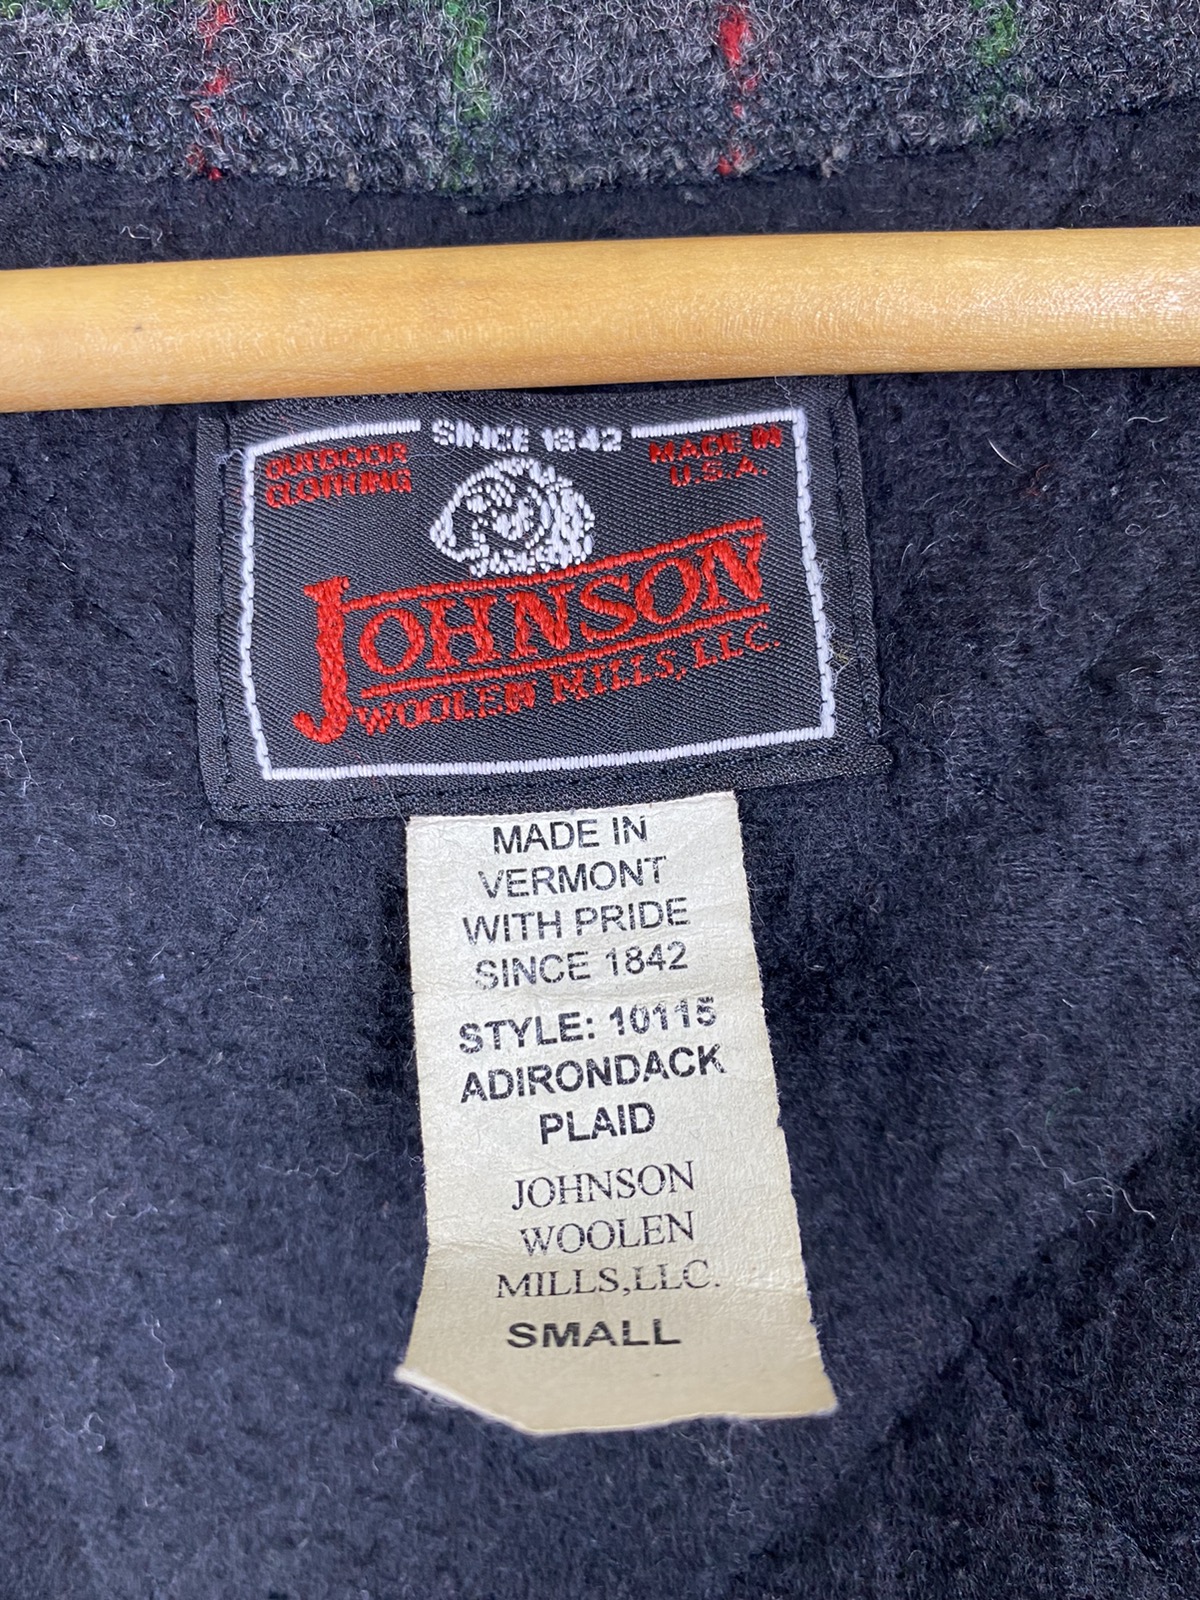 SINCE 1842
OUTDOOR
CLOTHING
MADE IN
U.S.A.
JOHNSON
WOOLEN MILLS, LLC.
MADE IN
VERMONT
WITH PRIDE
SINCE 1842
STYLE: 10115
ADIRONDACK
PLAID
JOHNSON
WOOLEN
MILLS,LLC.
SMALL